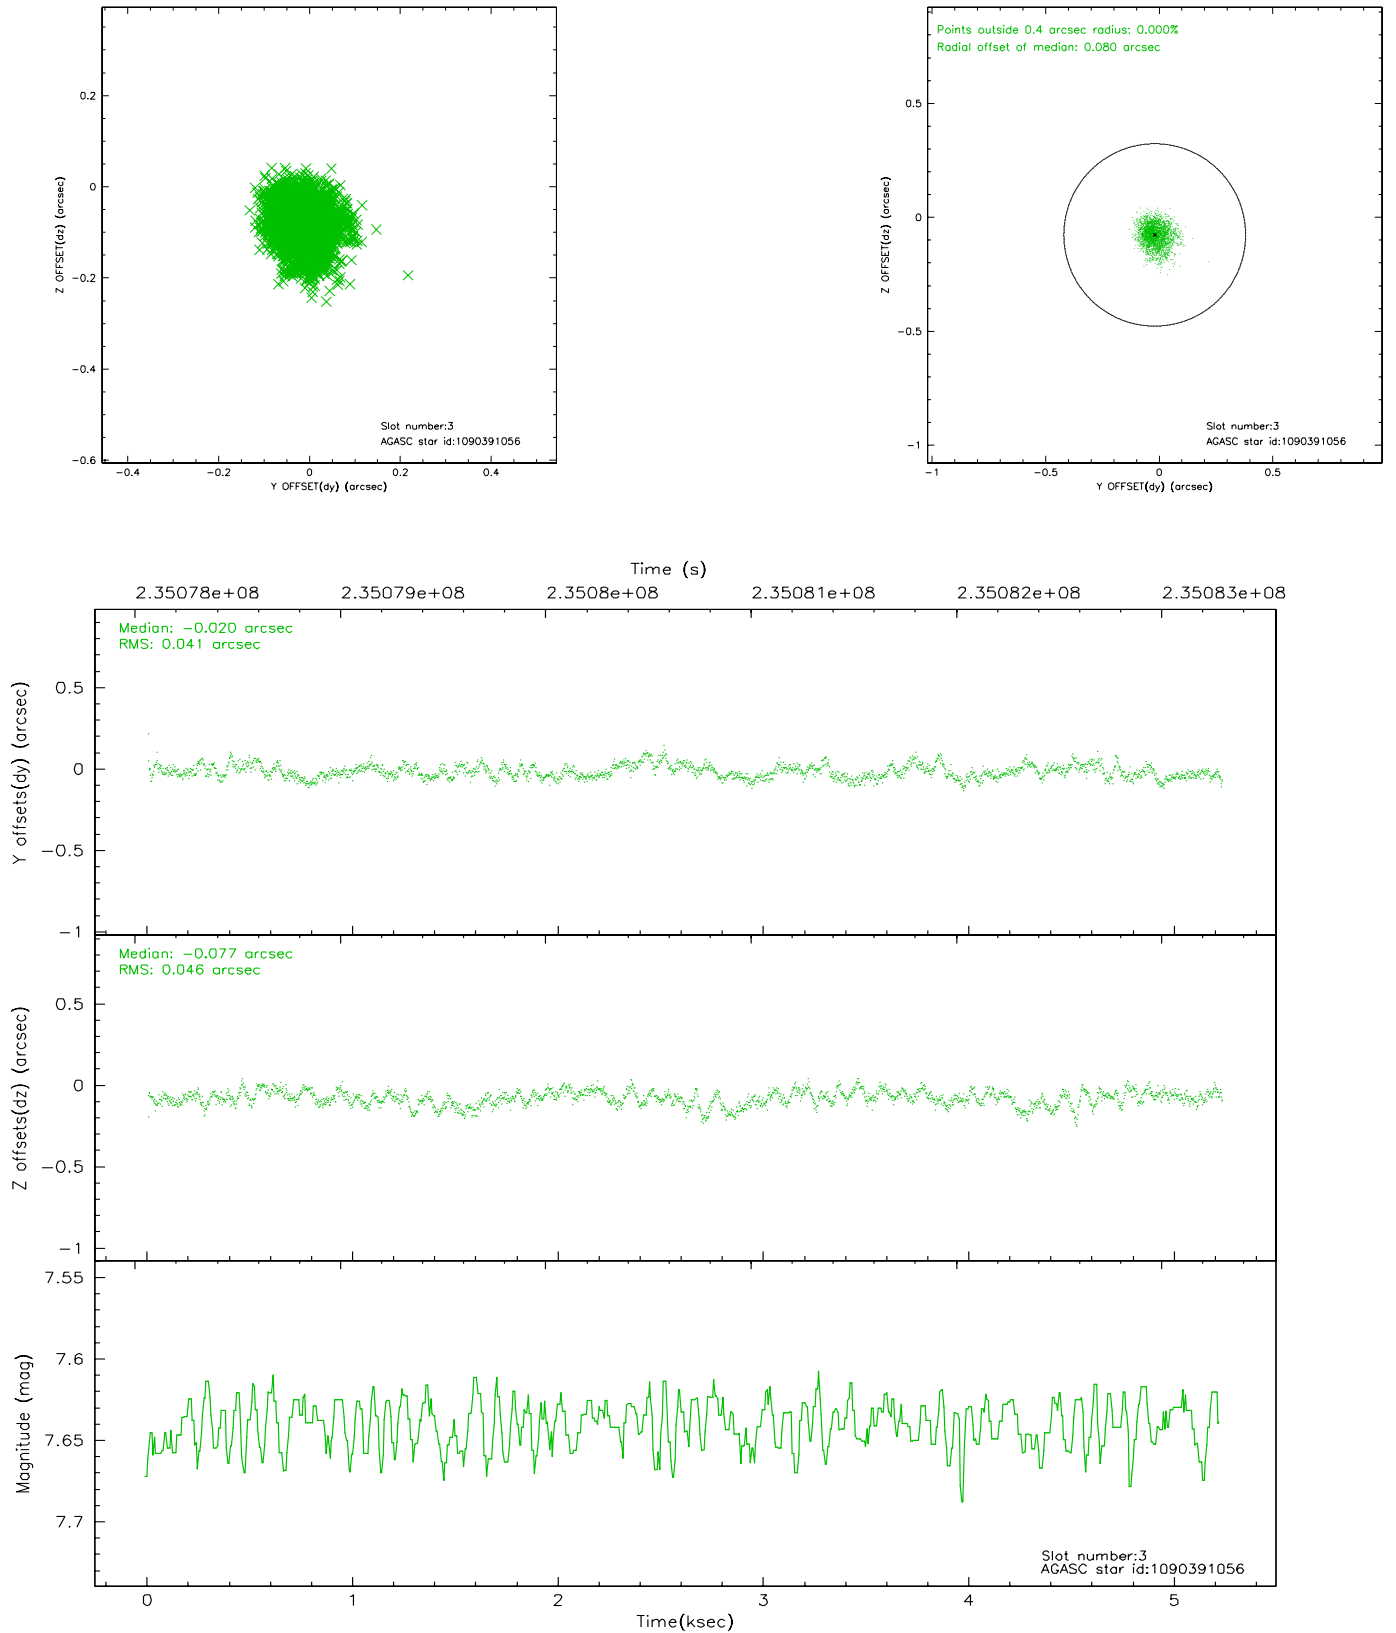 0.2
0
-0.2
-0.4
-0.6
Z OFFSET(dz) (arcsec)
Slot number:3
AGASC star id:1090391056
-0.4 -0.2 0 0.2 0.4
Y OFFSET(dy) (arcsec)
Points outside 0.4 arcsec radius: 0.000%
Radial offset of median: 0.080 arcsec
0.5
0
-0.5
-1
Z OFFSET(dz) (arcsec)
Slot number:3
AGASC star id:1090391056
-1 -0.5 0 0.5
Y OFFSET(dy) (arcsec)
Time (s)
2.35078e+08 2.35079e+08 2.3508e+08 2.35081e+08 2.35082e+08 2.35083e+08
Median: -0.020 arcsec
RMS: 0.041 arcsec
0.5
0
-0.5
-1
Y offsets(dy) (arcsec)
Median: -0.077 arcsec
RMS: 0.046 arcsec
0.5
0
-0.5
-1
Z offsets(dz) (arcsec)
7.55
7.6
7.65
7.7
Magnitude (mag)
Slot number:3
AGASC star id:1090391056
0 1 2 3 4 5
Time(ksec)